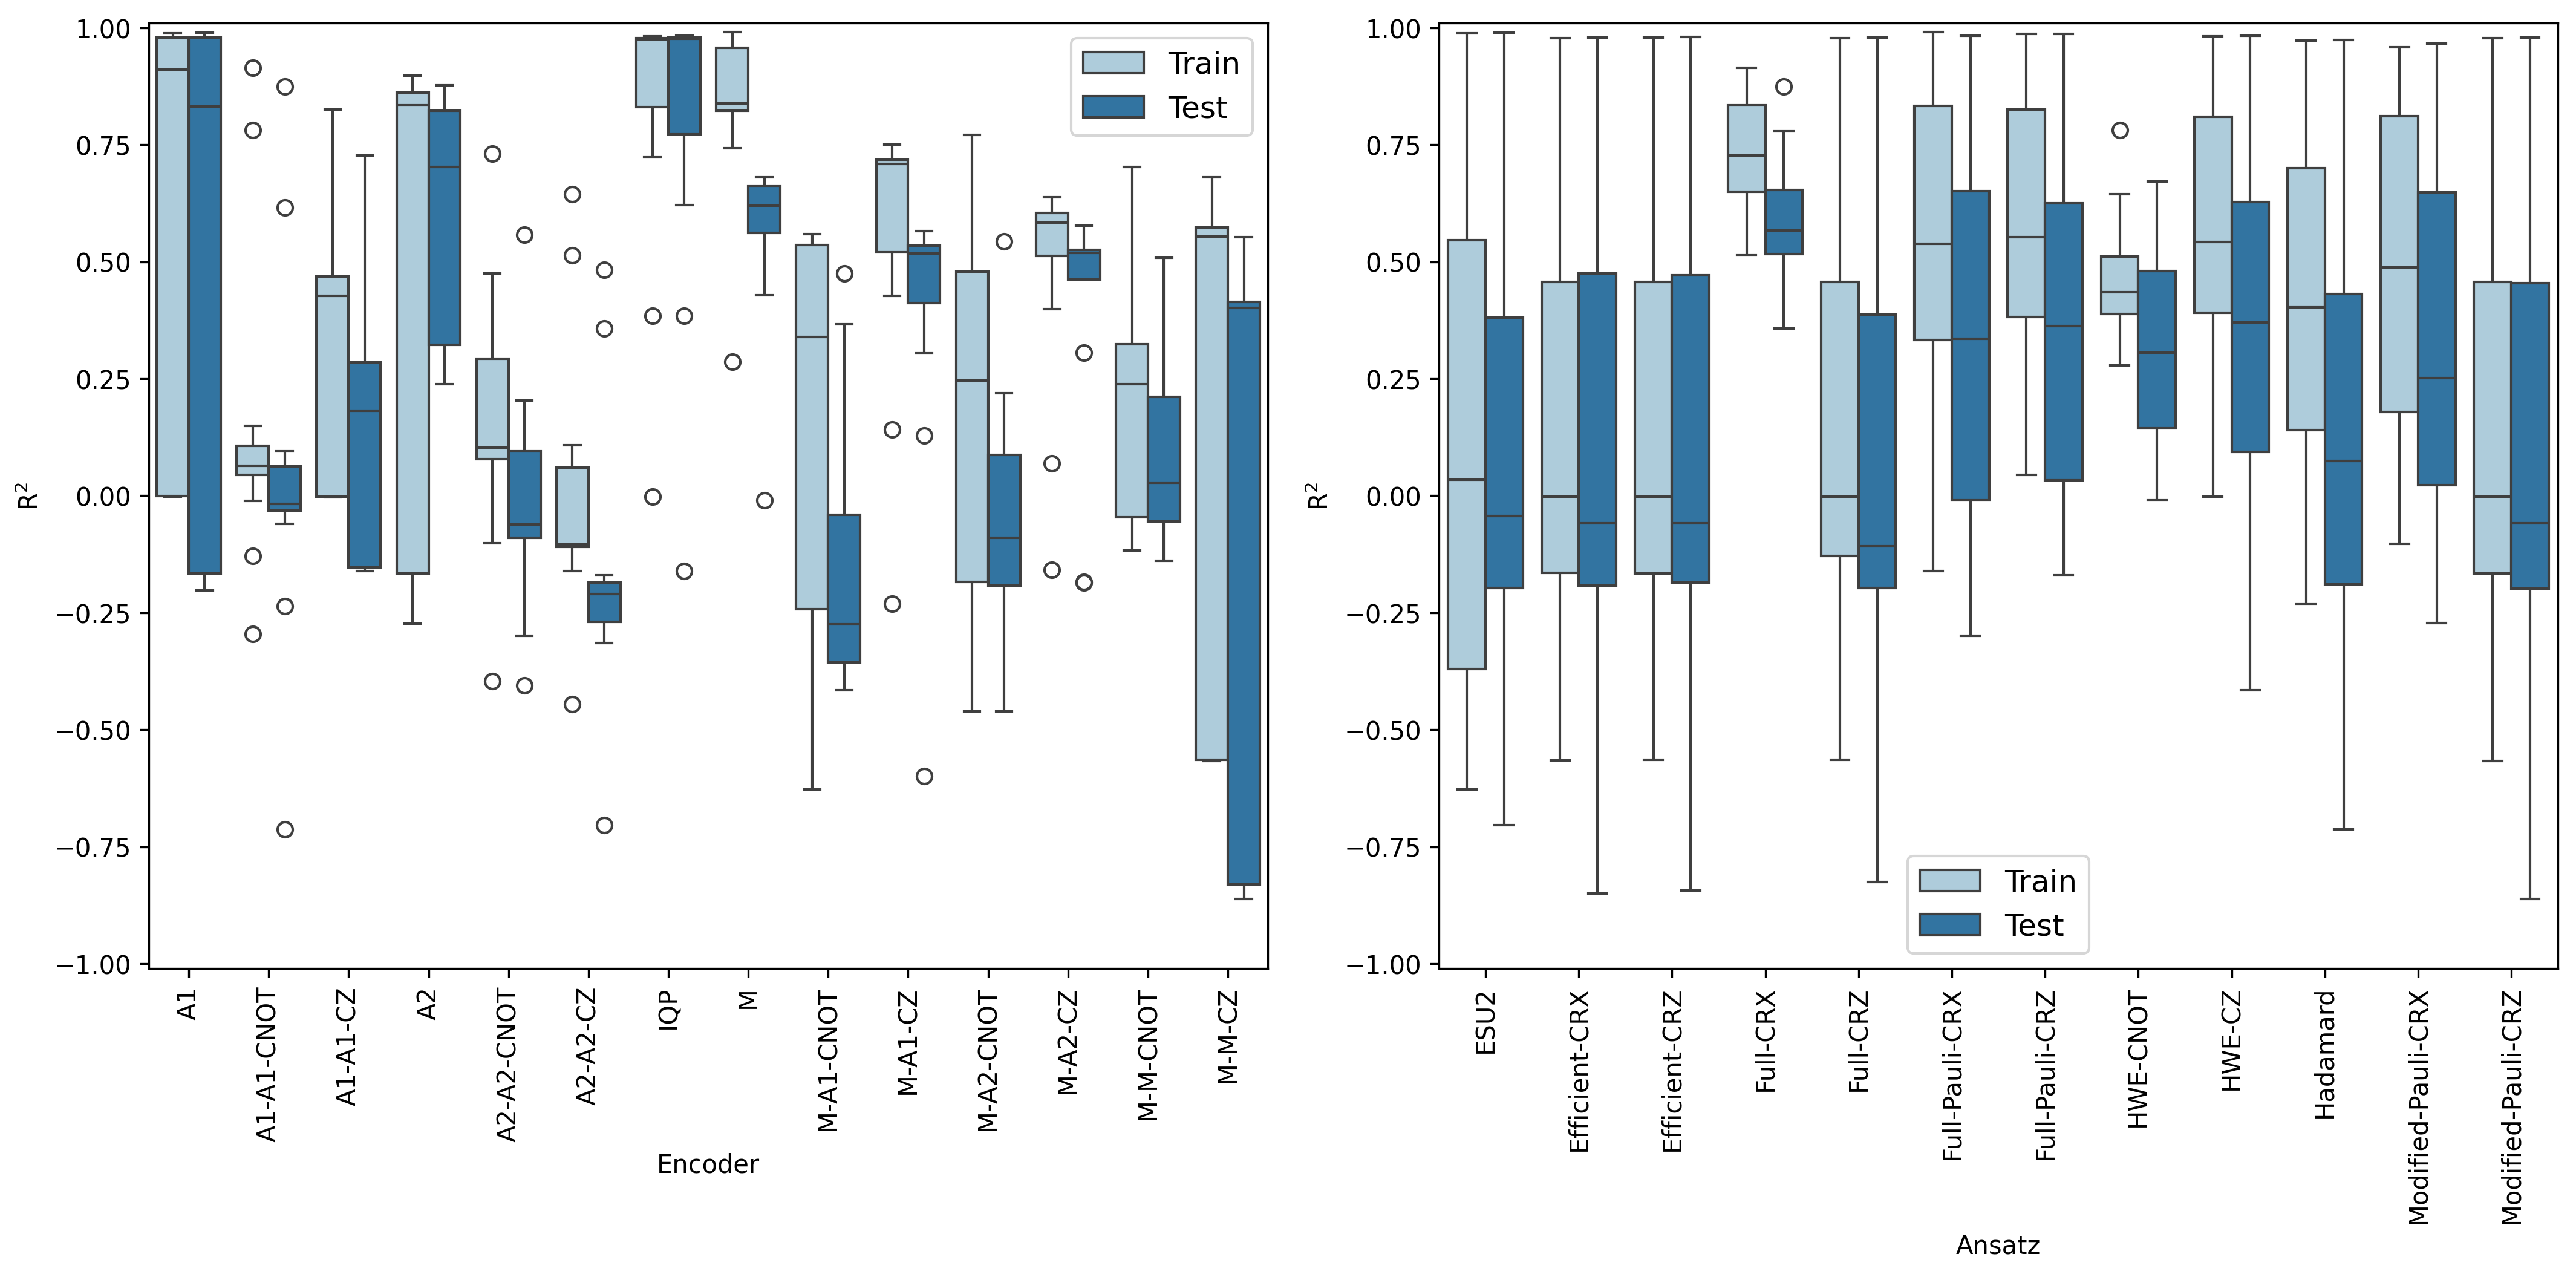 1.00
0.75
0.50
0.25
0.00
−0.25
−0.50
−0.75
−1.00
R²
Train
Test
A1
A1-A1-CNOT
A1-A1-CZ
A2
A2-A2-CNOT
A2-A2-CZ
IQP
M
M-A1-CNOT
M-A1-CZ
M-A2-CNOT
M-A2-CZ
M-M-CNOT
M-M-CZ
Encoder
1.00
0.75
0.50
0.25
0.00
−0.25
−0.50
−0.75
−1.00
R²
Train
Test
ESU2
Efficient-CRX
Efficient-CRZ
Full-CRX
Full-CRZ
Full-Pauli-CRX
Full-Pauli-CRZ
HWE-CNOT
HWE-CZ
Hadamard
Modified-Pauli-CRX
Modified-Pauli-CRZ
Ansatz